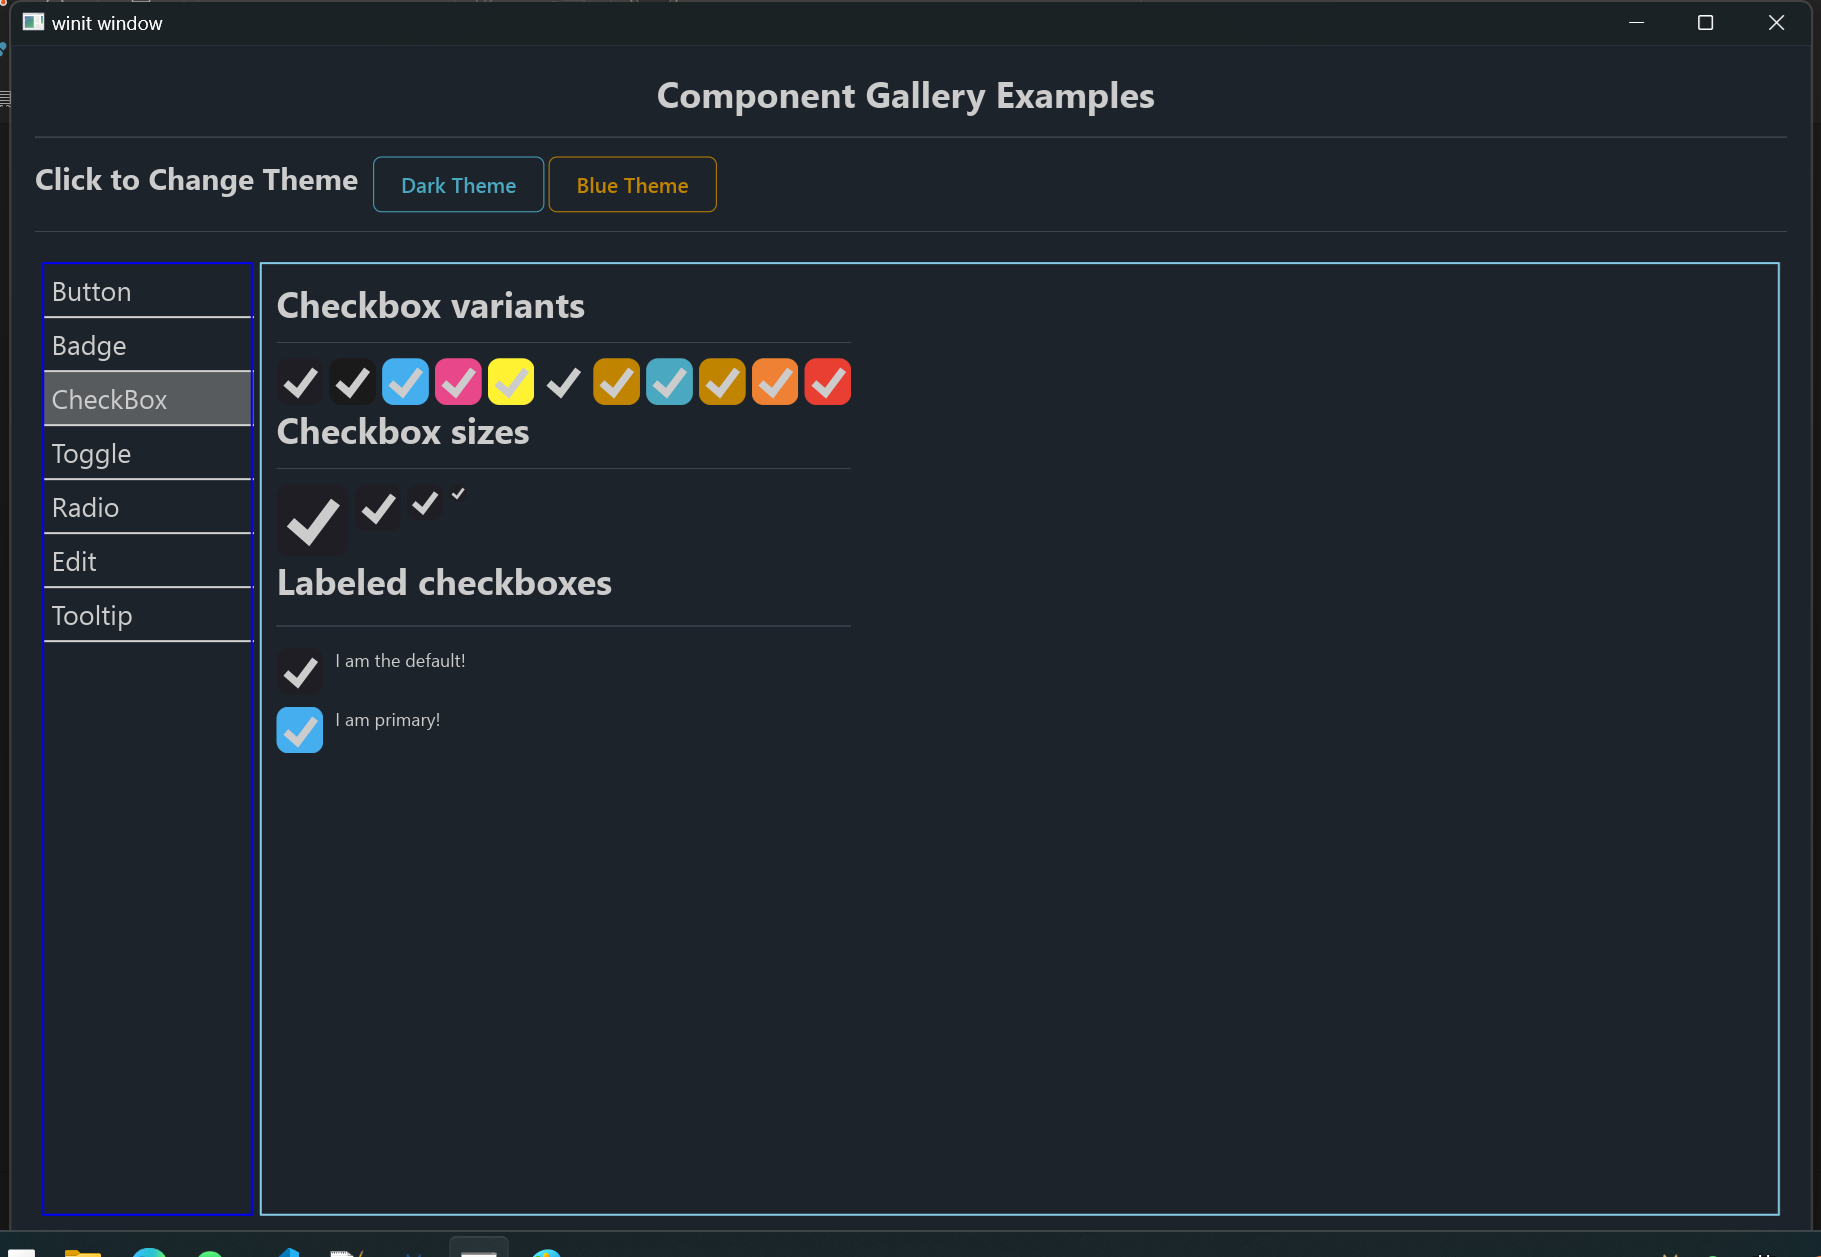 winit window
Component Gallery Examples
Click to Change Theme
Dark Theme
Blue Theme
Button
Badge
CheckBox
Toggle
Radio
Edit
Tooltip
Checkbox variants
Checkbox sizes
Labeled checkboxes
I am the default!
I am primary!